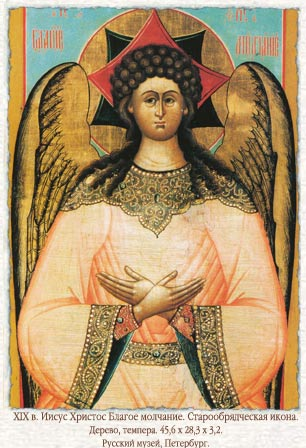 БЛАГОЕ МОЛЧАНИЕ
XIX в. Иисус Христос Благое молчание. Старообрядческая икона.
Дерево, темпера. 45,6 х 28,3 х 3,2.
Русский музей, Петербург.